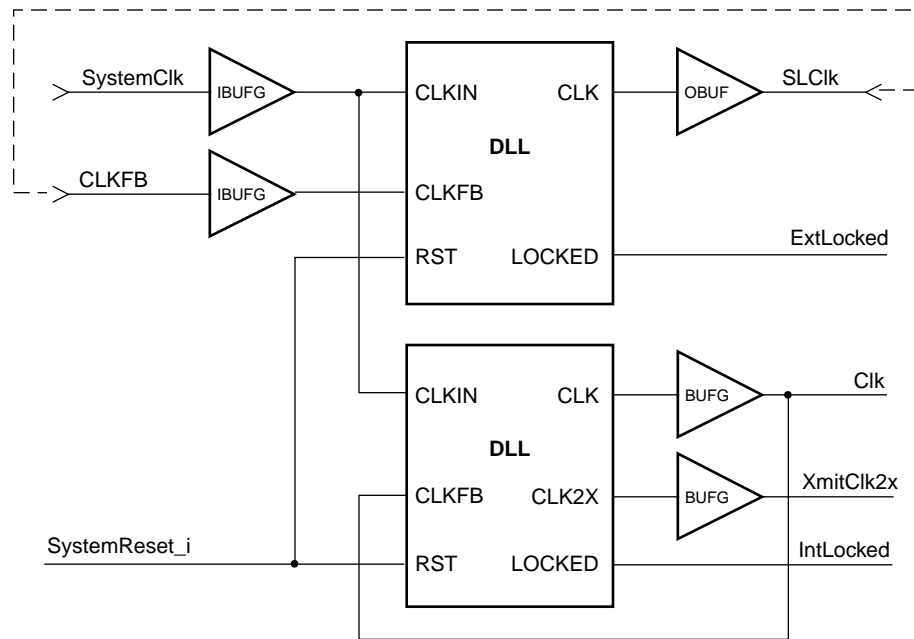 SystemClk
IBUFG
CLKIN
CLK
OBUF
SLClk
DLL
CLKFB
IBUFG
CLKFB
ExtLocked
RST
LOCKED
CLKIN
CLK
BUFG
Clk
DLL
CLKFB
CLK2X
BUFG
XmitClk2x
SystemReset_i
RST
LOCKED
IntLocked